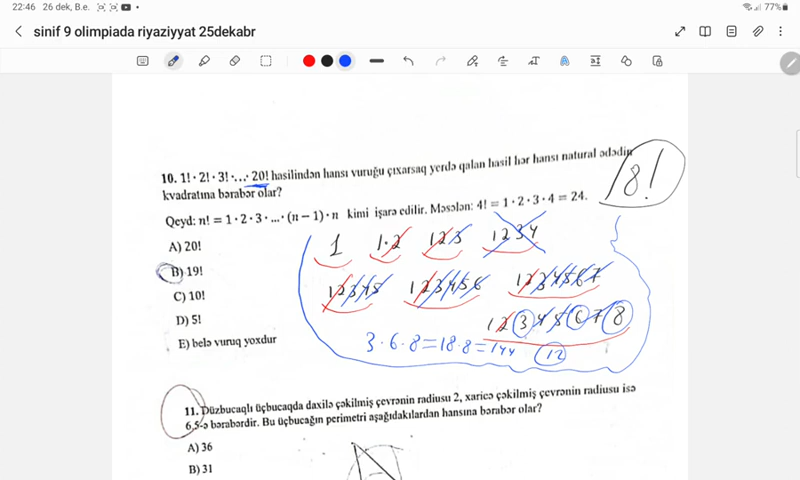 22:46 26 dek, B.e.
77%
sinif 9 olimpiada riyaziyyat 25dekabr
10. 1! · 2! · 3! · ... · 20! hasilindən hansı vuruğu çıxarsaq yerdə qalan hasil hər hansı natural ədədin
kvadratına bərabər olar?
18!
Qeyd: n! = 1 · 2 · 3 · ... · (n − 1) · n kimi işarə edilir. Məsələn: 4! = 1 · 2 · 3 · 4 = 24.
A) 20!
1 1·2 123 1234
B) 19!
12345 123456 1234567
C) 10!
12345678
D) 5!
3·6·8=18·8=144 12
E) belə vuruq yoxdur
11. Düzbucaqlı üçbucaqda daxilə çəkilmiş çevrənin radiusu 2, xaricə çəkilmiş çevrənin radiusu isə
6,5-ə bərabərdir. Bu üçbucağın perimetri aşağıdakılardan hansına bərabər olar?
A) 36
B) 31